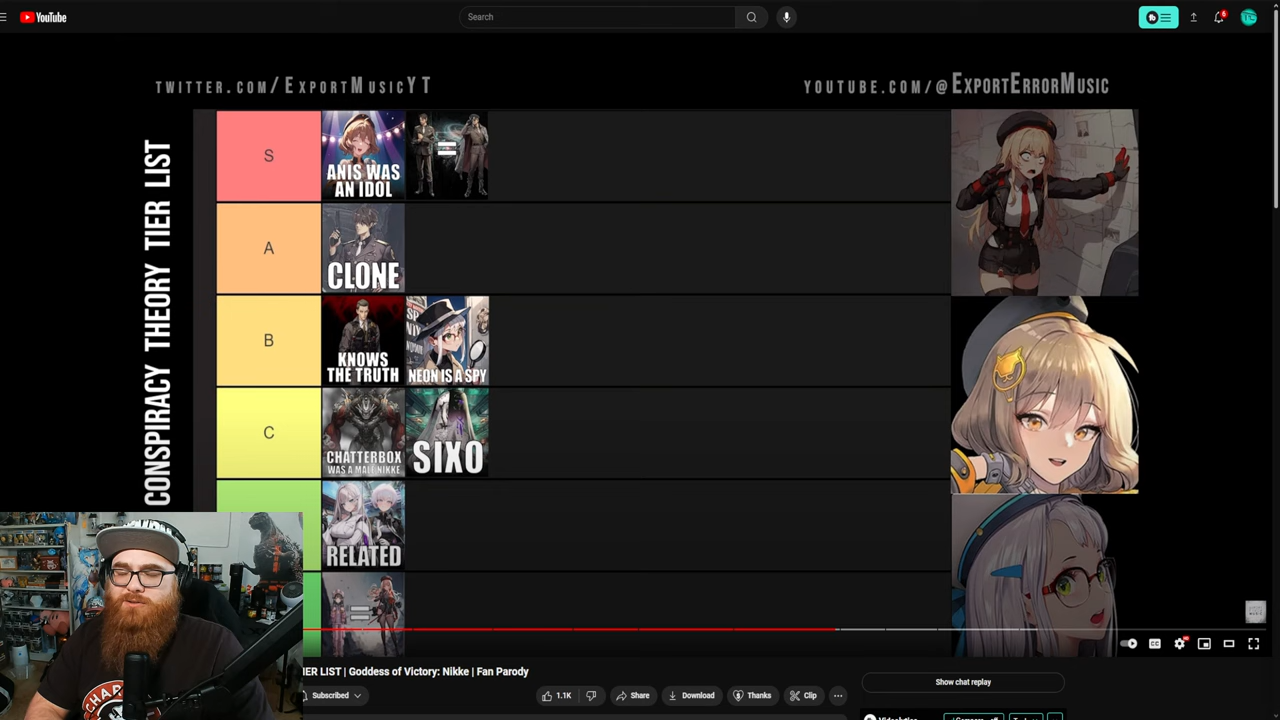 YouTube
Search
6
TWITTER.COM/EXPORTMUSICYT
YOUTUBE.COM/@EXPORTERRORMUSIC
CONSPIRACY THEORY TIER LIST
S
ANIS WAS
AN IDOL
=
A
CLONE
B
KNOWS
THE TRUTH
NEON IS A SPY
C
CHATTERBOX
WAS A MALE NIKKE
SIXO
RELATED
=
IER LIST | Goddess of Victory: Nikke | Fan Parody
Subscribed
1.1K
Share
Download
Thanks
Clip
Show chat replay